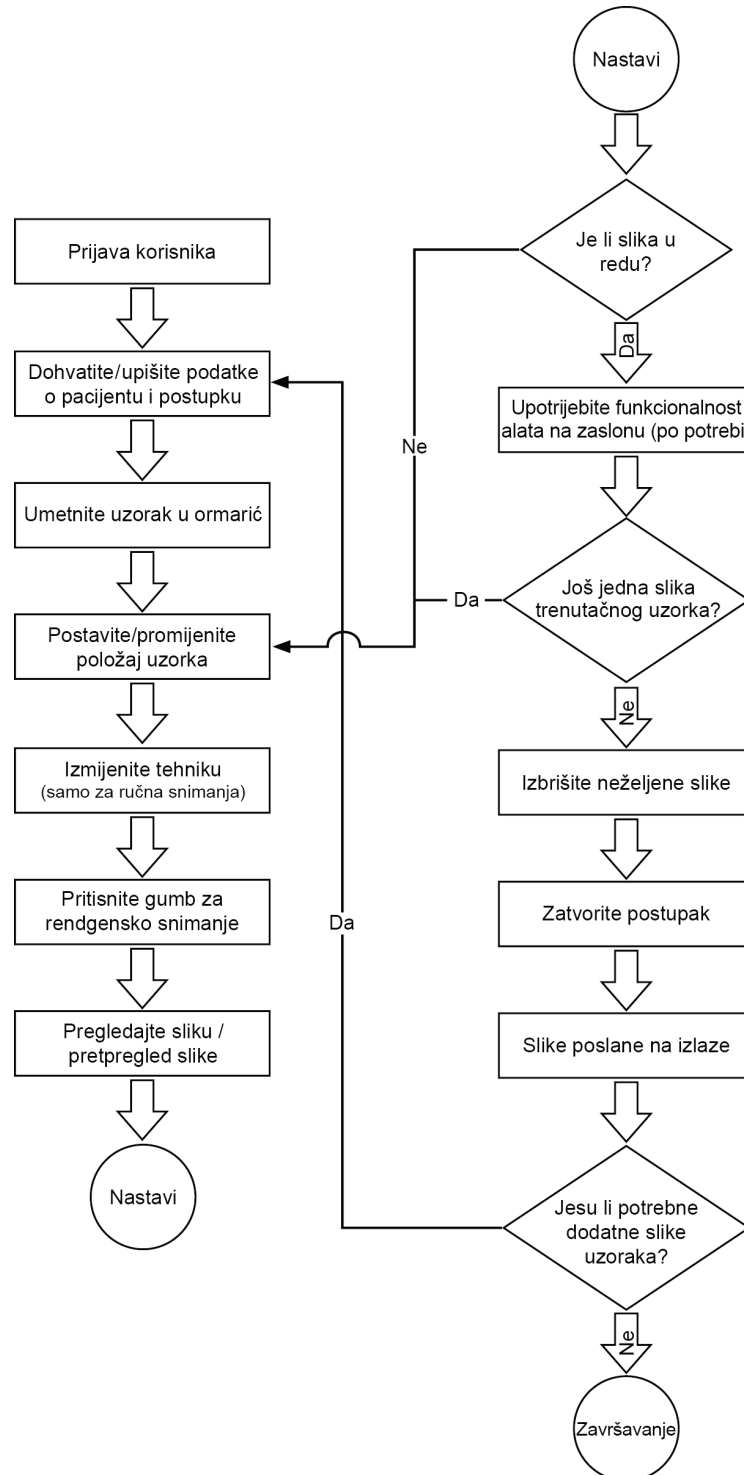 Prijava korisnika
Dohvatite/upišite podatke
o pacijentu i postupku
Umetnite uzorak u ormarić
Postavite/promijenite
položaj uzorka
Izmijenite tehniku
(samo za ručna snimanja)
Pritisnite gumb za
rendgensko snimanje
Pregledajte sliku /
pretpregled slike
Nastavi
Nastavi
Je li slika u
redu?
Ne
Da
Upotrijebite funkcionalnost
alata na zaslonu (po potrebi
Još jedna slika
trenutačnog uzorka?
Da
Ne
Izbrišite neželjene slike
Zatvorite postupak
Slike poslane na izlaze
Jesu li potrebne
dodatne slike
uzoraka?
Da
Ne
Završavanje